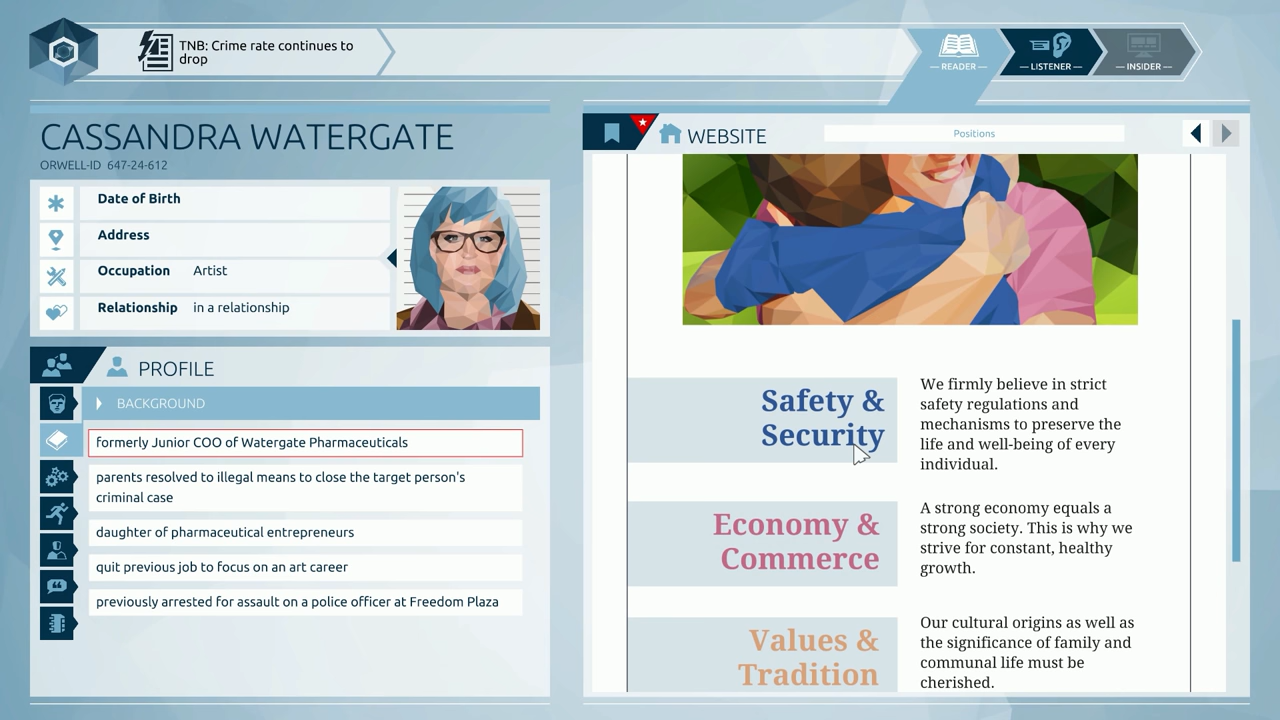 TNB: Crime rate continues to
drop
— READER —
— LISTENER —
— INSIDER —
CASSANDRA WATERGATE
ORWELL-ID 647-24-612
Date of Birth
Address
Occupation Artist
Relationship in a relationship
PROFILE
BACKGROUND
formerly Junior COO of Watergate Pharmaceuticals
parents resolved to illegal means to close the target person's
criminal case
daughter of pharmaceutical entrepreneurs
quit previous job to focus on an art career
previously arrested for assault on a police officer at Freedom Plaza
WEBSITE
Positions
Safety &
Security
We firmly believe in strict
safety regulations and
mechanisms to preserve the
life and well-being of every
individual.
Economy &
Commerce
A strong economy equals a
strong society. This is why we
strive for constant, healthy
growth.
Values &
Tradition
Our cultural origins as well as
the significance of family and
communal life must be
cherished.